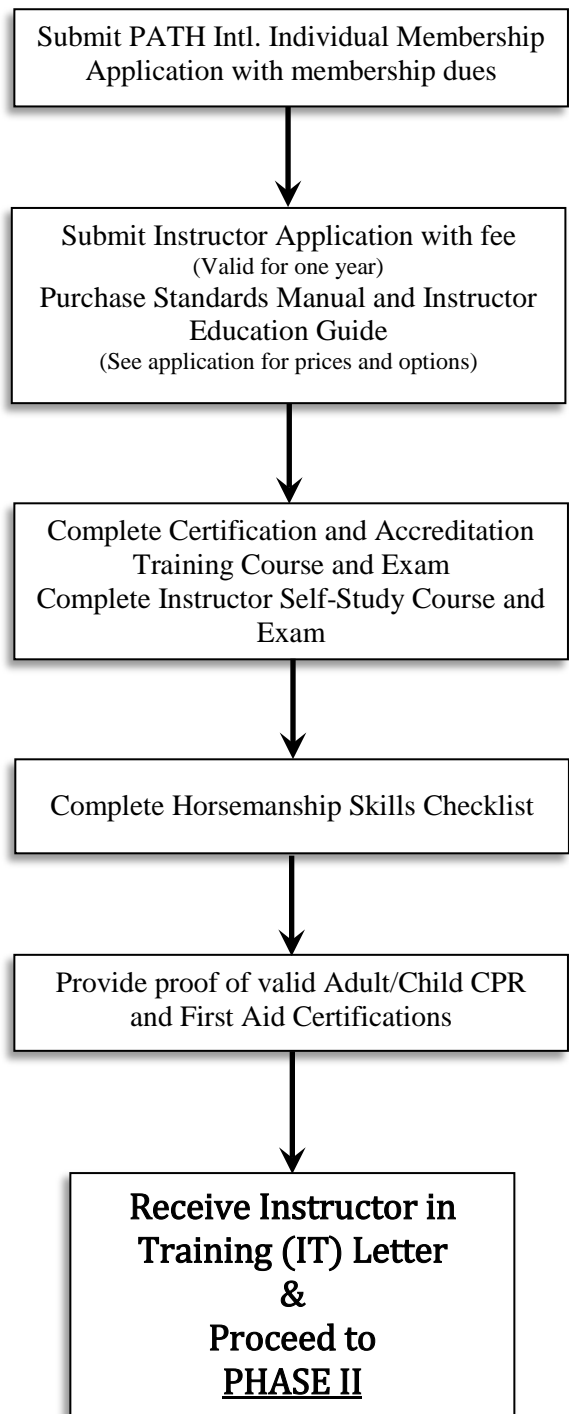 Submit PATH Intl. Individual Membership
Application with membership dues
Submit Instructor Application with fee
(Valid for one year)
Purchase Standards Manual and Instructor
Education Guide
(See application for prices and options)
Complete Certification and Accreditation
Training Course and Exam
Complete Instructor Self-Study Course and
Exam
Complete Horsemanship Skills Checklist
Provide proof of valid Adult/Child CPR
and First Aid Certifications
Receive Instructor in
Training (IT) Letter
&
Proceed to
PHASE II